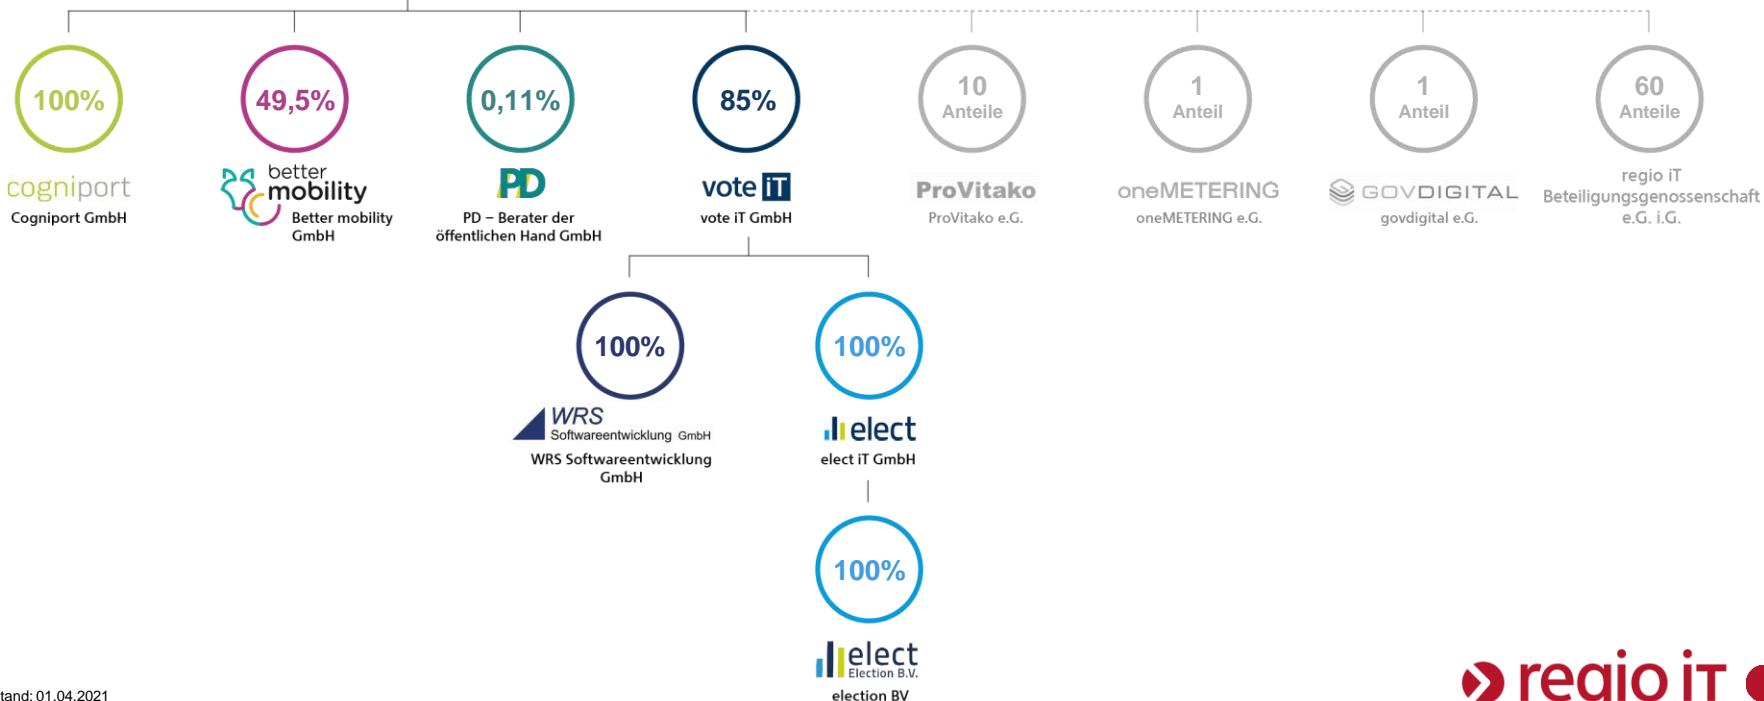 100%
49,5%
0,11%
85%
10
Anteile
1
Anteil
1
Anteil
60
Anteile
cogniport
Cogniport GmbH
better
mobility
Better mobility
GmbH
PD
PD – Berater der
öffentlichen Hand GmbH
vote iT
vote iT GmbH
ProVitako
ProVitako e.G.
oneMETERING
oneMETERING e.G.
GOVDIGITAL
govdigital e.G.
regio iT
Beteiligungsgenossenschaft
e.G. i.G.
100%
100%
WRS
Softwareentwicklung GmbH
WRS Softwareentwicklung
GmbH
elect
elect iT GmbH
100%
elect
Election B.V.
election BV
tand: 01.04.2021
regio iT